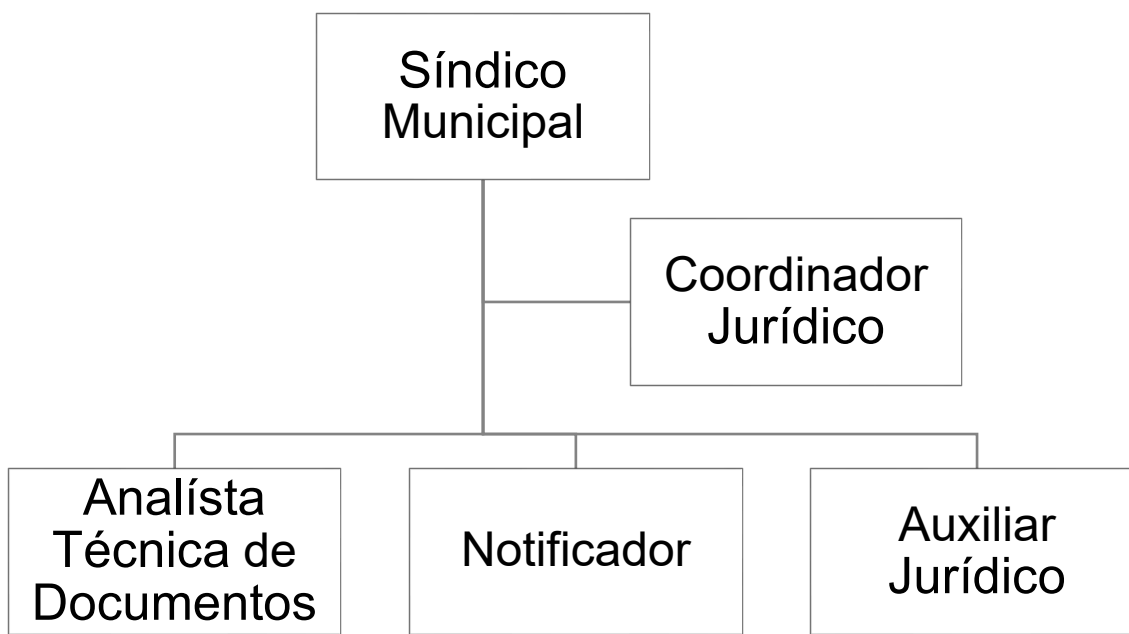 Síndico
Municipal
Coordinador
Jurídico
Analísta
Técnica de
Documentos
Notificador
Auxiliar
Jurídico